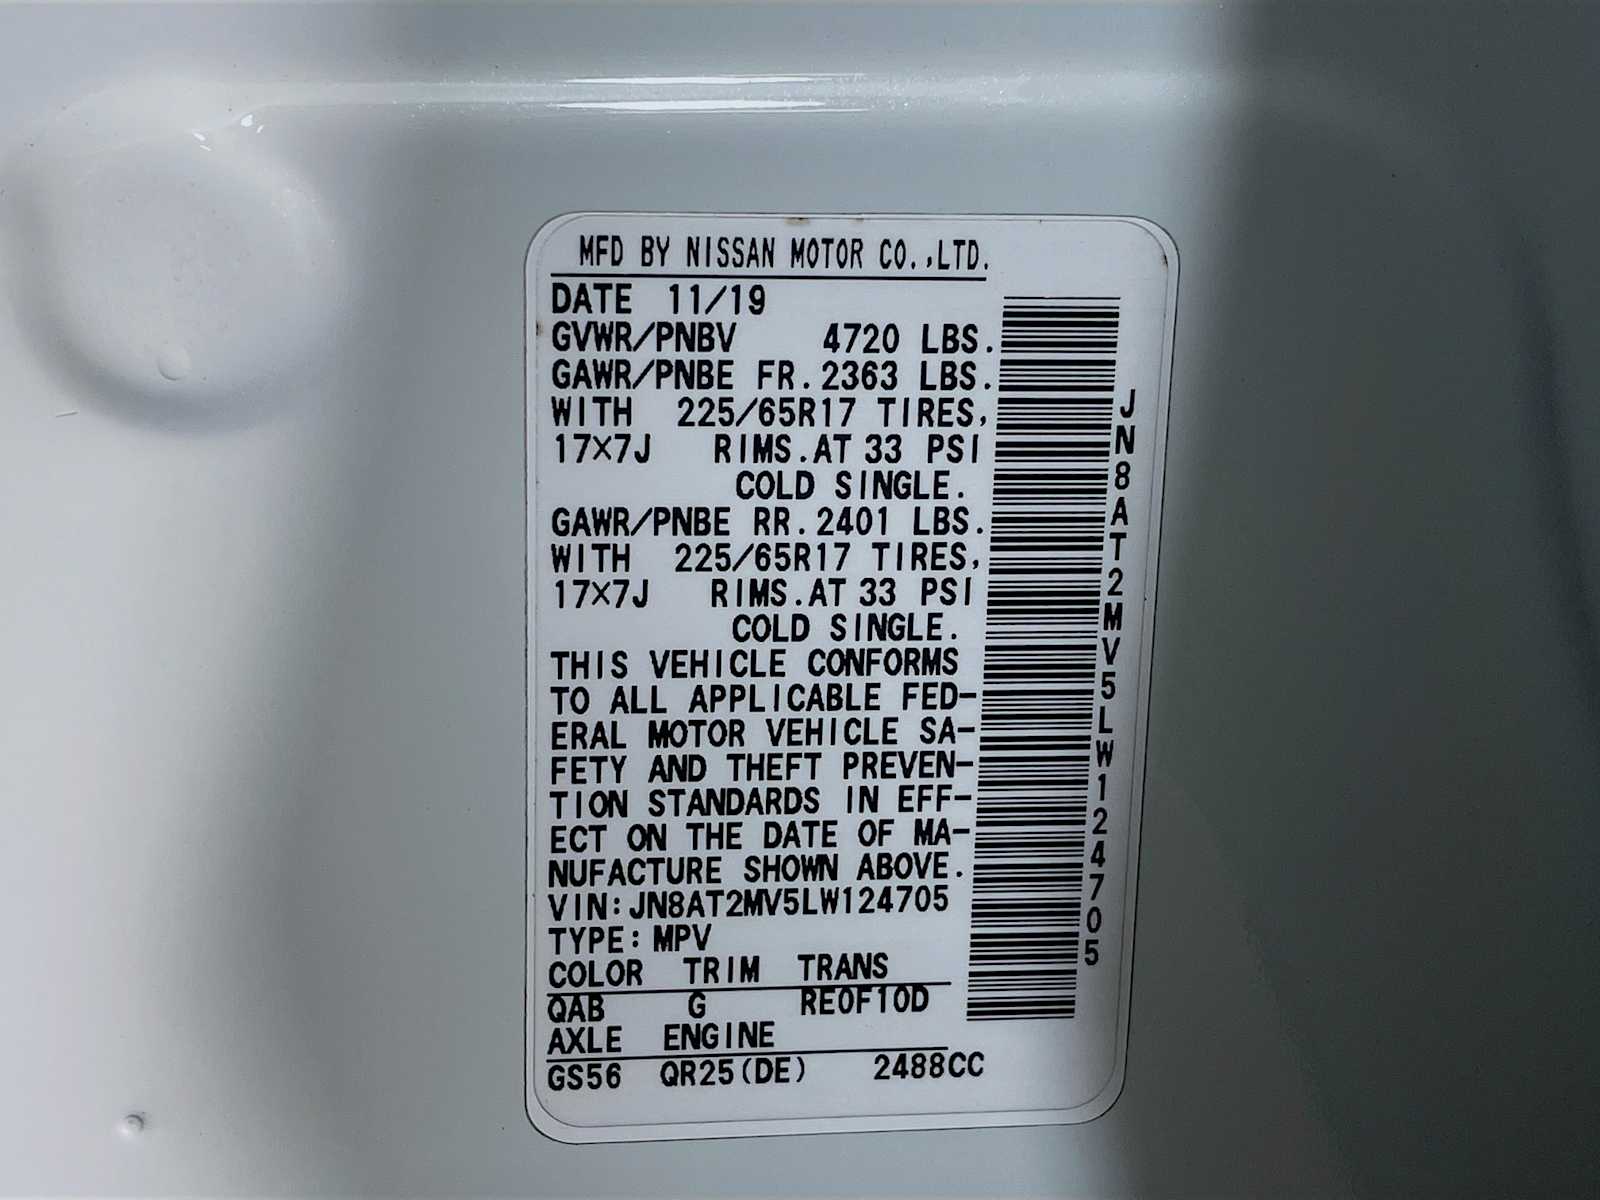 MFD BY NISSAN MOTOR CO.,LTD.
DATE 11/19
GVWR/PNBV 4720 LBS.
GAWR/PNBE FR.2363 LBS.
WITH 225/65R17 TIRES,
17×7J RIMS.AT 33 PSI
COLD SINGLE.
GAWR/PNBE RR.2401 LBS.
WITH 225/65R17 TIRES,
17×7J RIMS.AT 33 PSI
COLD SINGLE.
THIS VEHICLE CONFORMS
TO ALL APPLICABLE FED-
ERAL MOTOR VEHICLE SA-
FETY AND THEFT PREVEN-
TION STANDARDS IN EFF-
ECT ON THE DATE OF MA-
NUFACTURE SHOWN ABOVE.
VIN:JN8AT2MV5LW124705
TYPE:MPV
COLOR TRIM TRANS
QAB G RE0F10D
AXLE ENGINE
GS56 QR25(DE) 2488CC
JN8AT2MV5LW124705